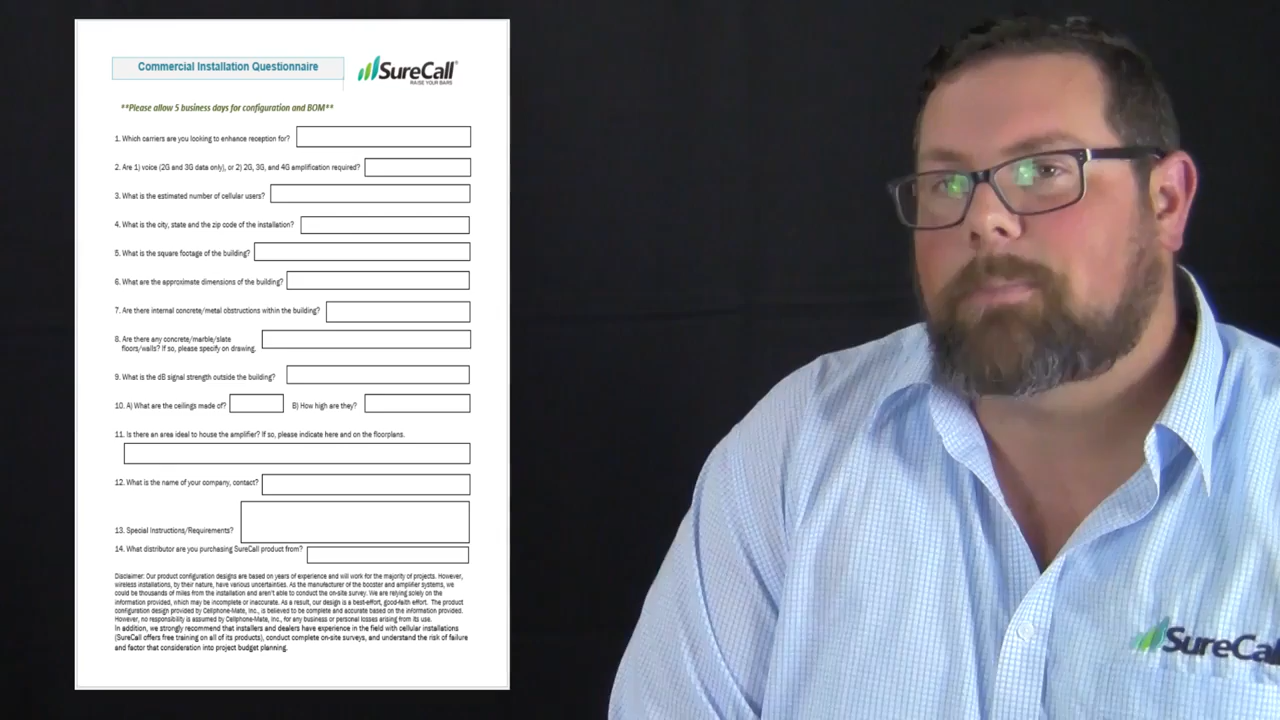 Commercial Installation Questionnaire
SureCall®
RAISE YOUR BARS
**Please allow 5 business days for configuration and BOM**
1. Which carriers are you looking to enhance reception for?
2. Are 1) voice (2G and 3G data only), or 2) 2G, 3G, and 4G amplification required?
3. What is the estimated number of cellular users?
4. What is the city, state and the zip code of the installation?
5. What is the square footage of the building?
6. What are the approximate dimensions of the building?
7. Are there internal concrete/metal obstructions within the building?
8. Are there any concrete/marble/slate
floors/walls? If so, please specify on drawing.
9. What is the dB signal strength outside the building?
10. A) What are the ceilings made of? B) How high are they?
11. Is there an area ideal to house the amplifier? If so, please indicate here and on the floorplans.
12. What is the name of your company, contact?
13. Special Instructions/Requirements?
14. What distributor are you purchasing SureCall product from?
Disclaimer: Our product configuration designs are based on years of experience and will work for the majority of projects. However,
wireless installations, by their nature, have various uncertainties. As the manufacturer of the booster and amplifier systems, we
could be thousands of miles from the installation and aren't able to conduct the on-site survey. We are relying solely on the
information provided, which may be incomplete or inaccurate. As a result, our design is a best-effort, good-faith effort. The product
configuration design provided by Cellphone-Mate, Inc., is believed to be complete and accurate based on the information provided.
However, no responsibility is assumed by Cellphone-Mate, Inc., for any business or personal losses arising from its use.
In addition, we strongly recommend that installers and dealers have experience in the field with cellular installations
(SureCall offers free training on all of its products), conduct complete on-site surveys, and understand the risk of failure
and factor that consideration into project budget planning.
SureCal